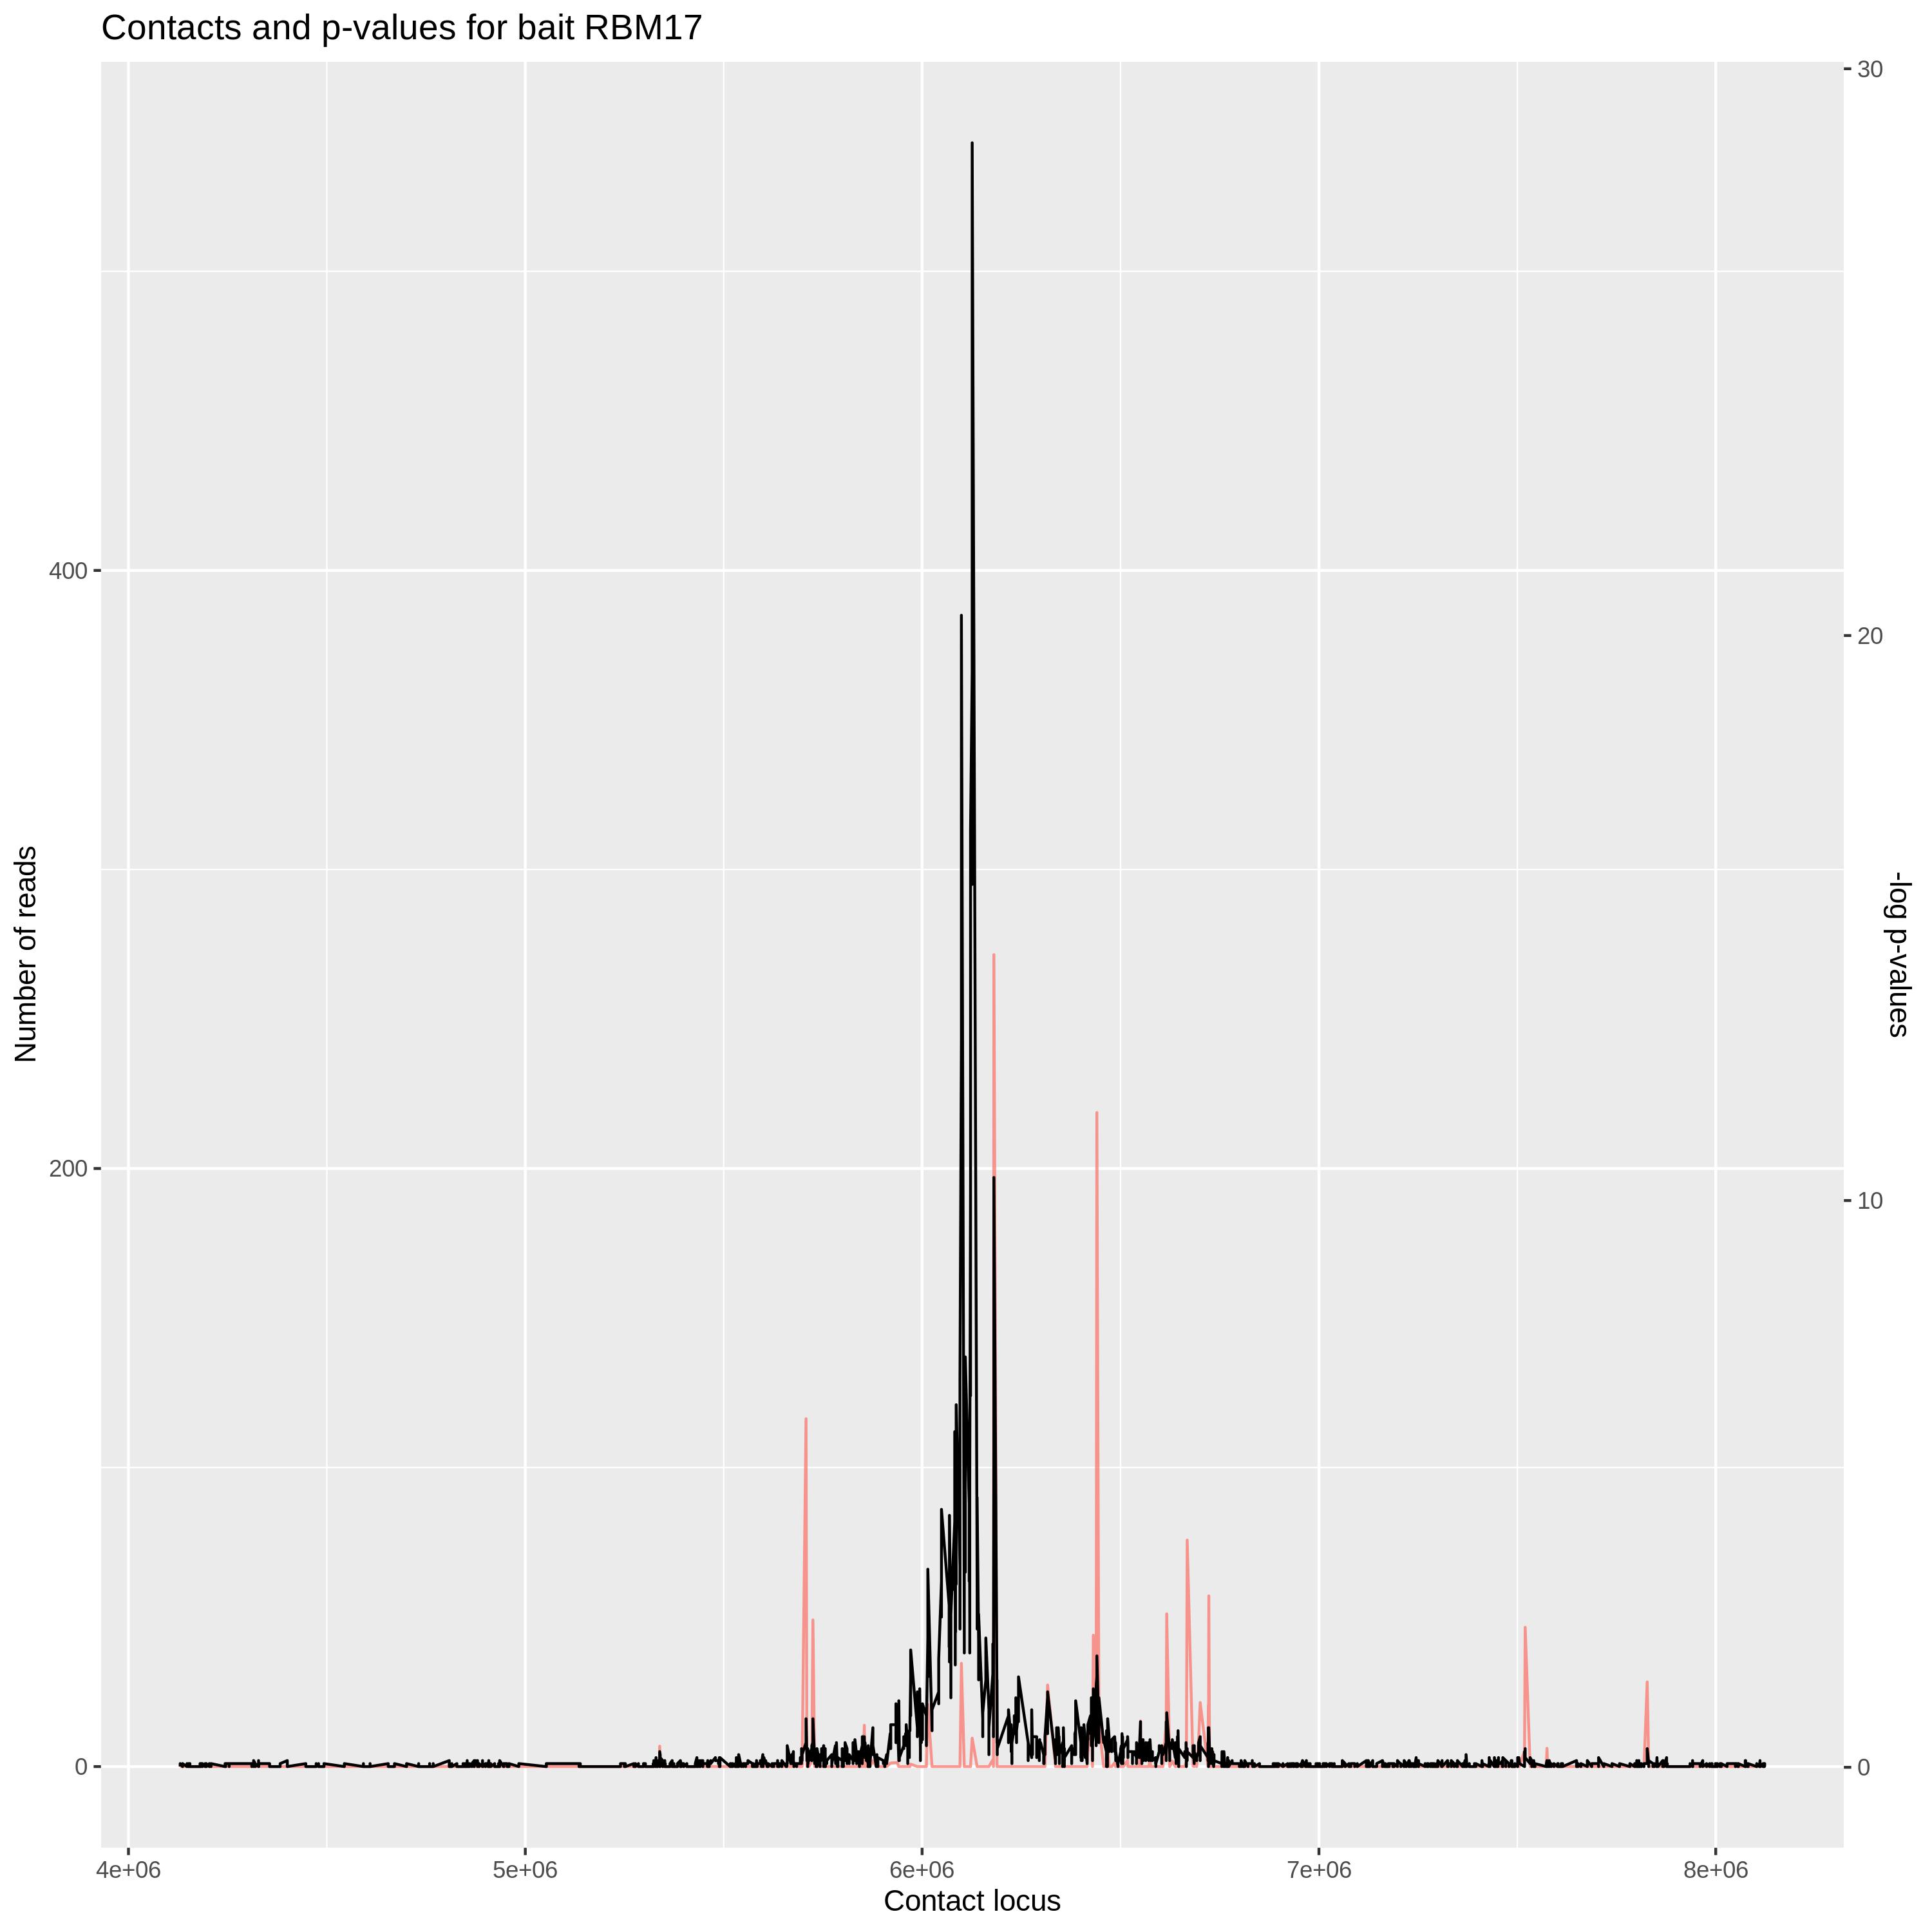 Contacts and p-values for bait RBM17
Number of reads
400
200
0
30
20
10
0
-log p-values
4e+06 5e+06 6e+06 7e+06 8e+06
Contact locus